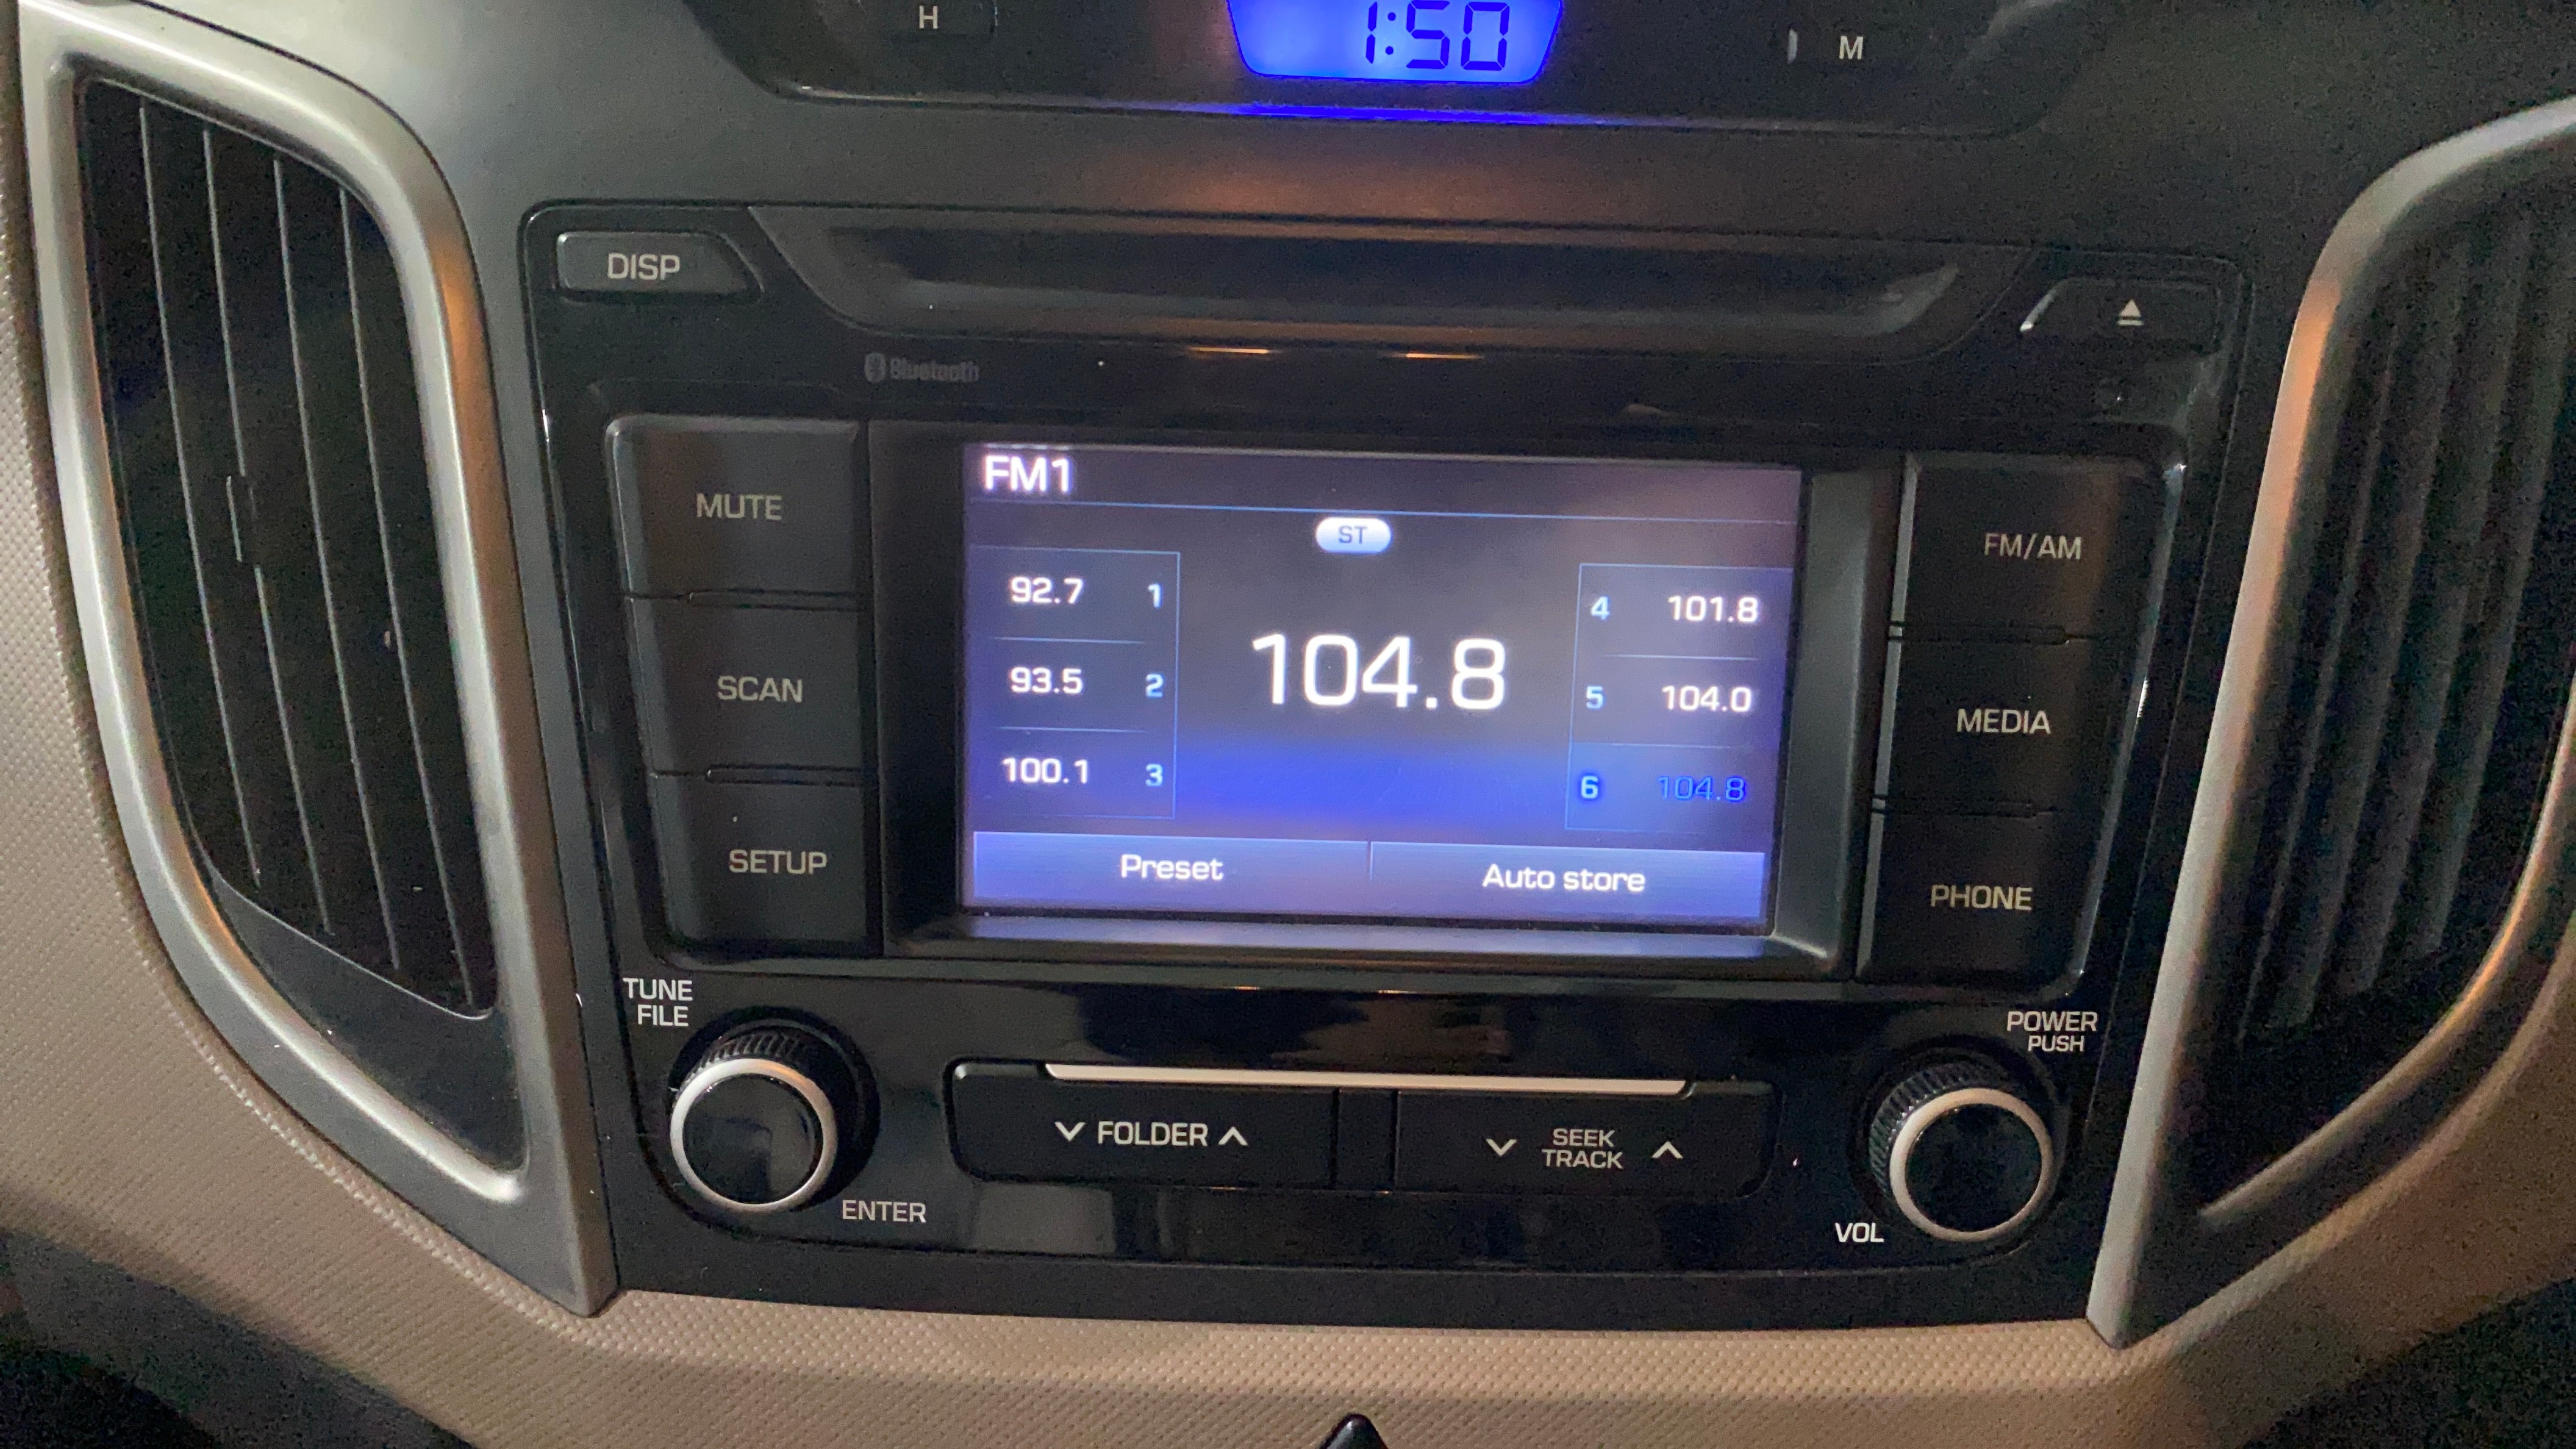 H
1:50
M
DISP
Bluetooth
MUTE
SCAN
SETUP
FM1
ST
92.7 1
93.5 2
100.1 3
104.8
4 101.8
5 104.0
6 104.8
Preset
Auto store
FM/AM
MEDIA
PHONE
TUNE
FILE
ENTER
FOLDER
SEEK
TRACK
POWER
PUSH
VOL